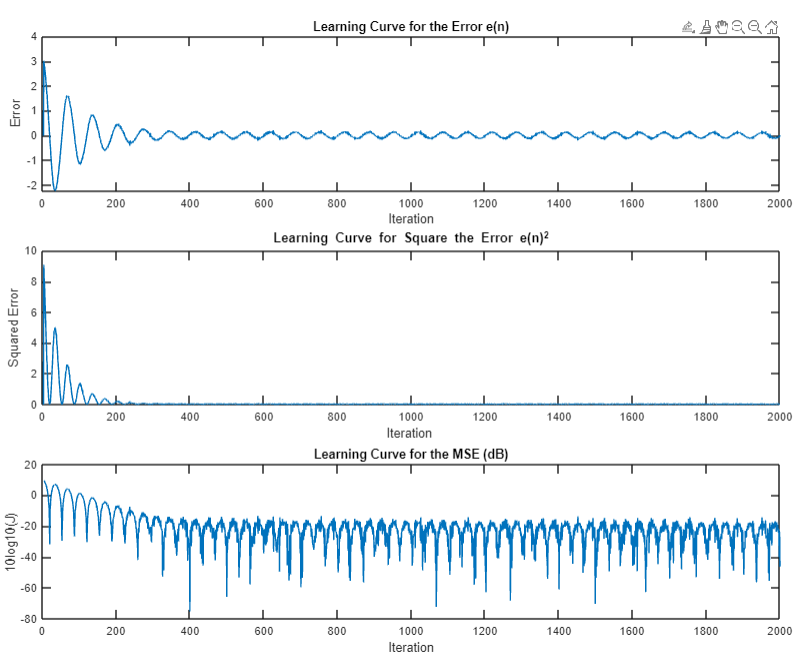 Learning Curve for the Error e(n)
4
3
2
1
0
-1
-2
Error
0 200 400 600 800 1000 1200 1400 1600 1800 2000
Iteration
Learning Curve for Square the Error e(n)²
10
8
6
4
2
0
Squared Error
0 200 400 600 800 1000 1200 1400 1600 1800 2000
Iteration
Learning Curve for the MSE (dB)
20
0
-20
-40
-60
-80
10log10(J)
0 200 400 600 800 1000 1200 1400 1600 1800 2000
Iteration